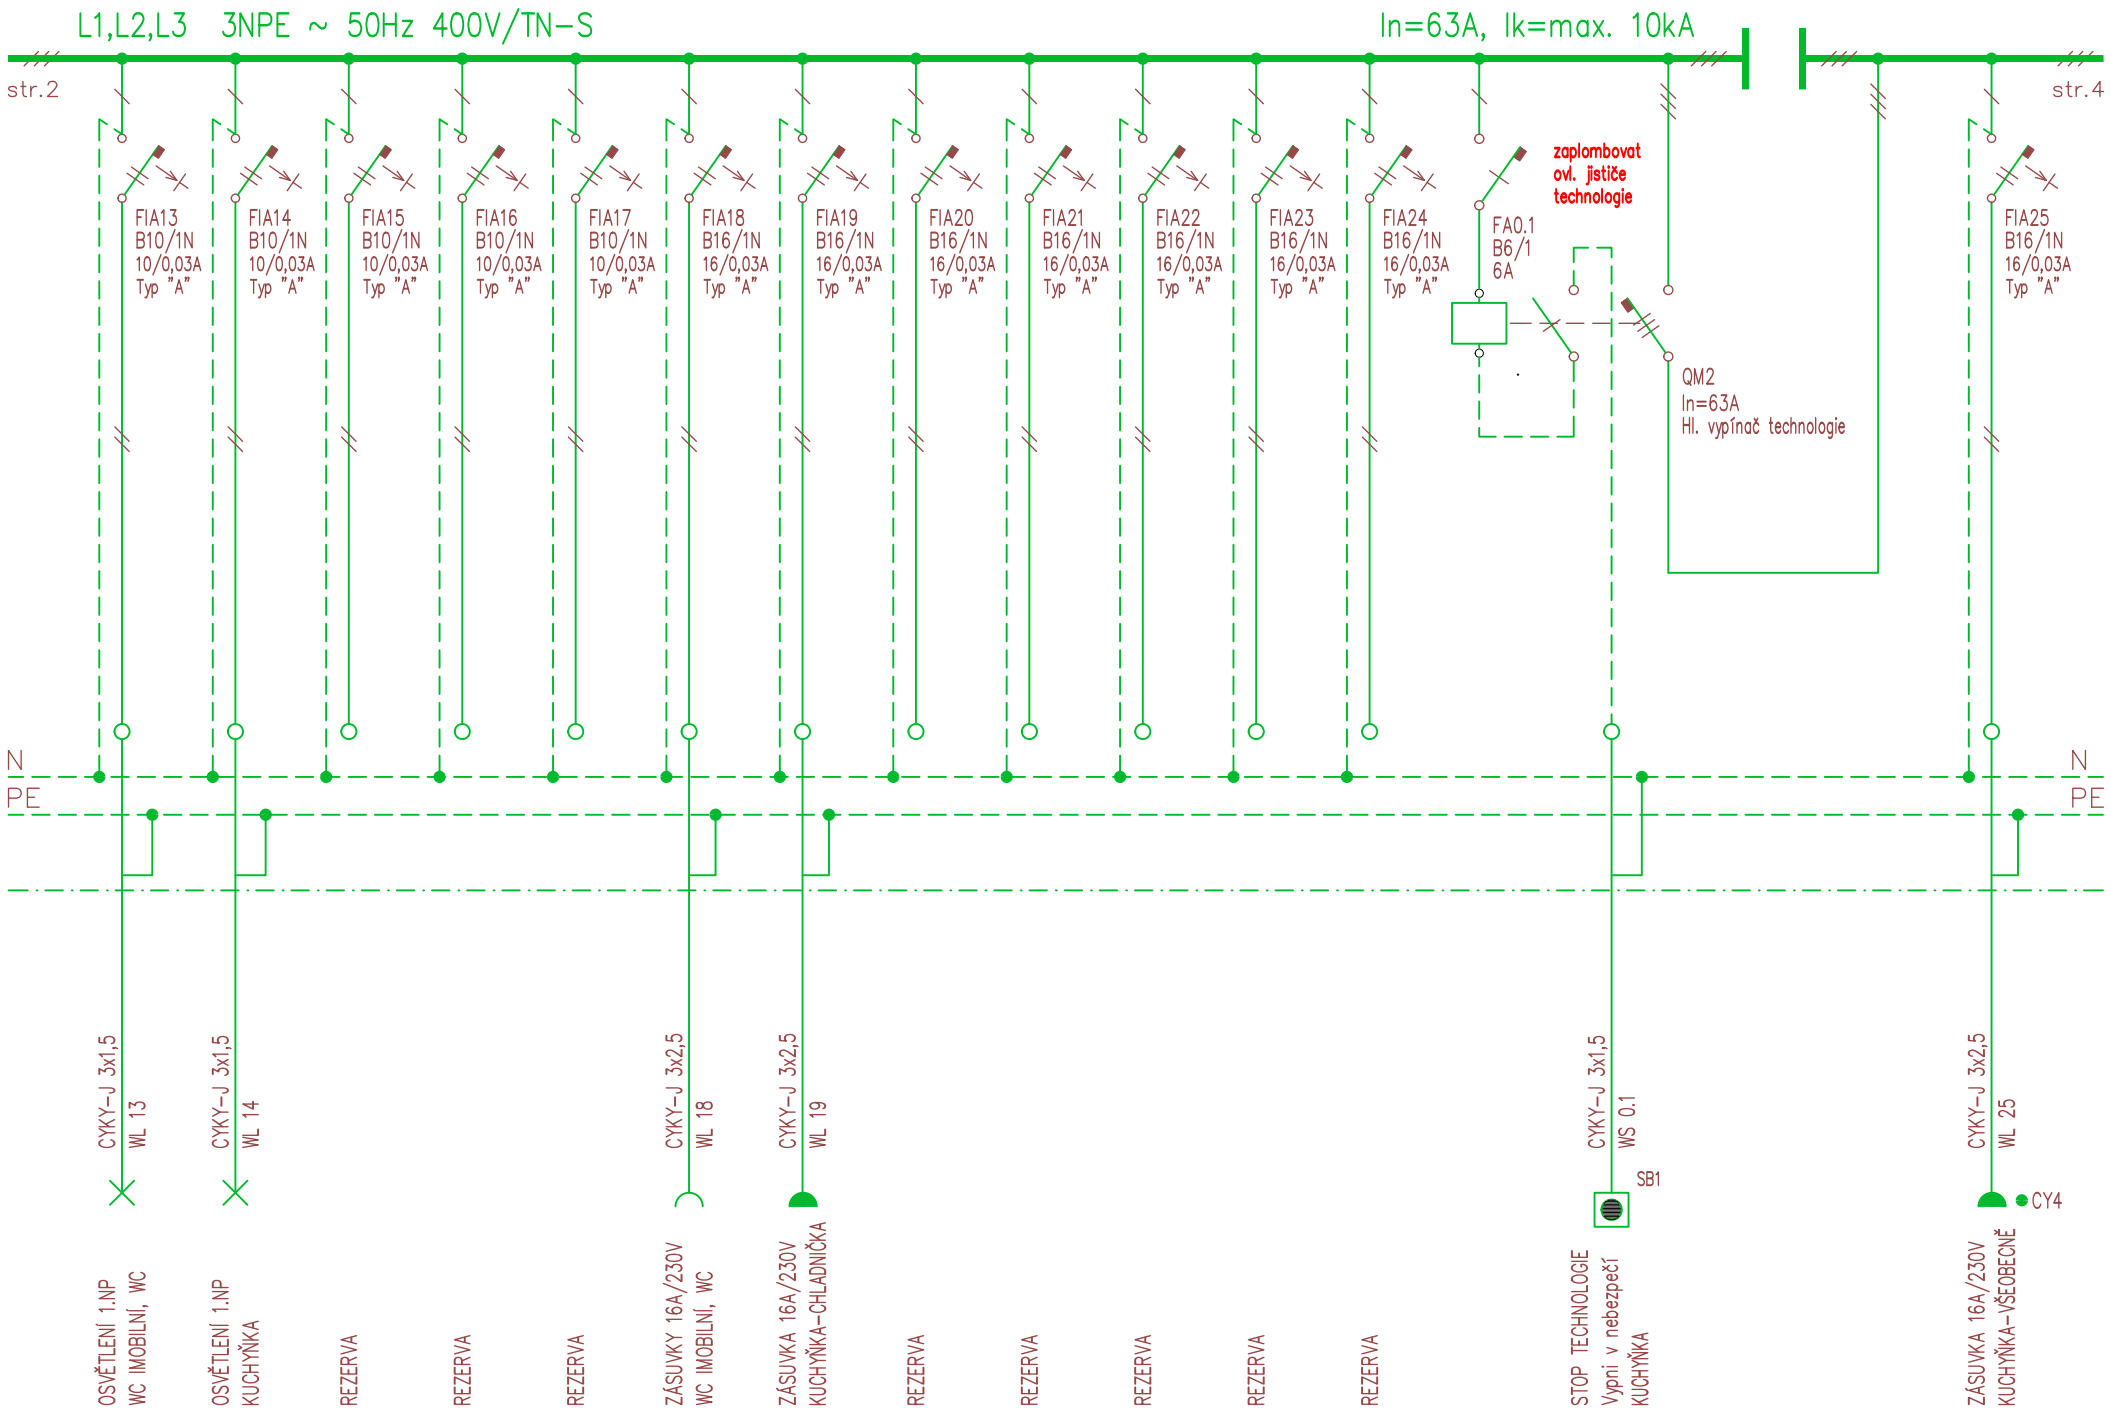 L1,L2,L3 3NPE ~ 50Hz 400V/TN-S
In=63A, Ik=max. 10kA
str.2
str.4
FIA13
B10/1N
10/0,03A
Typ "A"
FIA14
B10/1N
10/0,03A
Typ "A"
FIA15
B10/1N
10/0,03A
Typ "A"
FIA16
B10/1N
10/0,03A
Typ "A"
FIA17
B10/1N
10/0,03A
Typ "A"
FIA18
B16/1N
16/0,03A
Typ "A"
FIA19
B16/1N
16/0,03A
Typ "A"
FIA20
B16/1N
16/0,03A
Typ "A"
FIA21
B16/1N
16/0,03A
Typ "A"
FIA22
B16/1N
16/0,03A
Typ "A"
FIA23
B16/1N
16/0,03A
Typ "A"
FIA24
B16/1N
16/0,03A
Typ "A"
FA0.1
B6/1
6A
zaplombovat
ovl. jističe
technologie
QM2
In=63A
Hl. vypínač technologie
FIA25
B16/1N
16/0,03A
Typ "A"
N
N
PE
PE
CYKY-J 3x1,5
WL 13
CYKY-J 3x1,5
WL 14
CYKY-J 3x2,5
WL 18
CYKY-J 3x2,5
WL 19
CYKY-J 3x1,5
WS 0.1
CYKY-J 3x2,5
WL 25
SB1
CY4
OSVĚTLENÍ 1.NP
WC IMOBILNÍ, WC
OSVĚTLENÍ 1.NP
KUCHYŇKA
REZERVA
REZERVA
REZERVA
ZÁSUVKY 16A/230V
WC IMOBILNÍ, WC
ZÁSUVKA 16A/230V
KUCHYŇKA-CHLADNIČKA
REZERVA
REZERVA
REZERVA
REZERVA
REZERVA
STOP TECHNOLOGIE
Vypni v nebezpečí
KUCHYŇKA
ZÁSUVKA 16A/230V
KUCHYŇKA-VŠEOBECNĚ